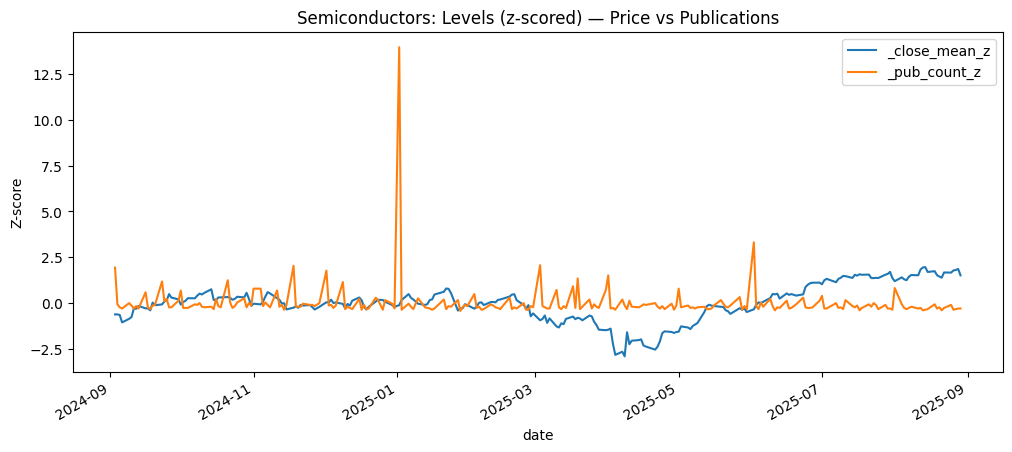 Semiconductors: Levels (z-scored) — Price vs Publications
_close_mean_z
_pub_count_z
Z-score
12.5
10.0
7.5
5.0
2.5
0.0
−2.5
2024-09
2024-11
2025-01
2025-03
2025-05
2025-07
2025-09
date